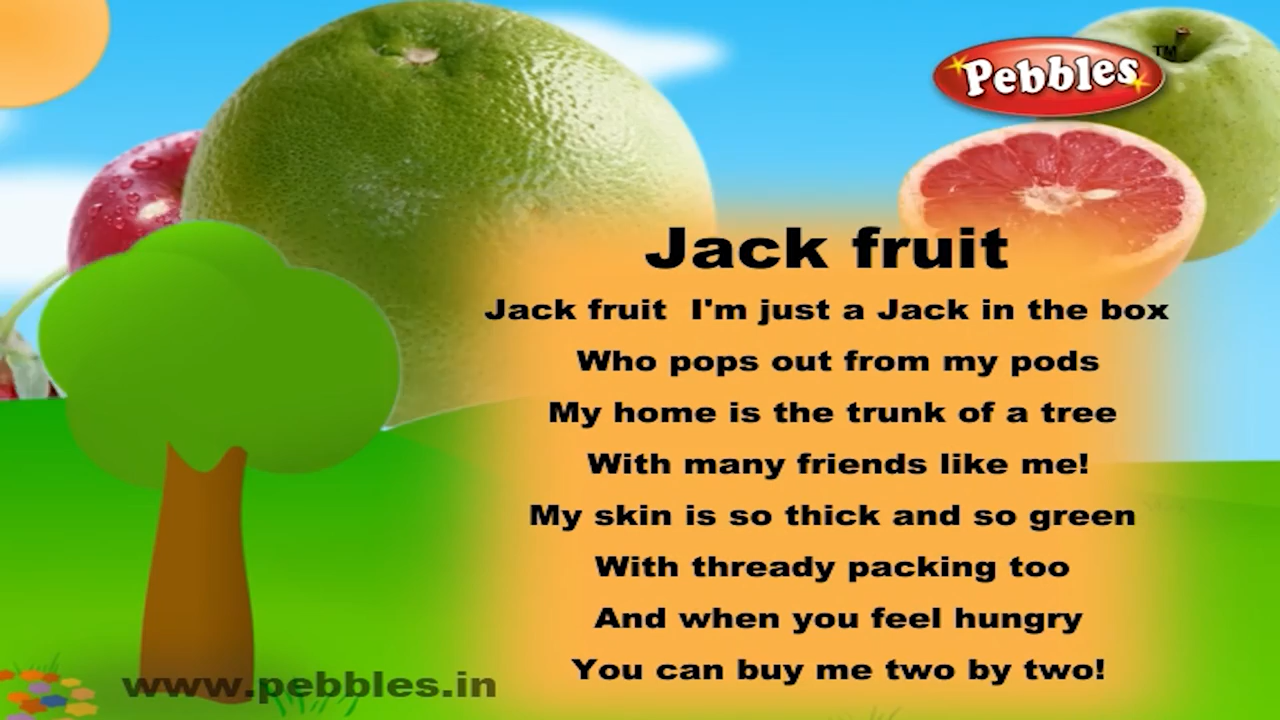 Pebbles™
Jack fruit
Jack fruit I'm just a Jack in the box
Who pops out from my pods
My home is the trunk of a tree
With many friends like me!
My skin is so thick and so green
With thready packing too
And when you feel hungry
You can buy me two by two!
www.pebbles.in